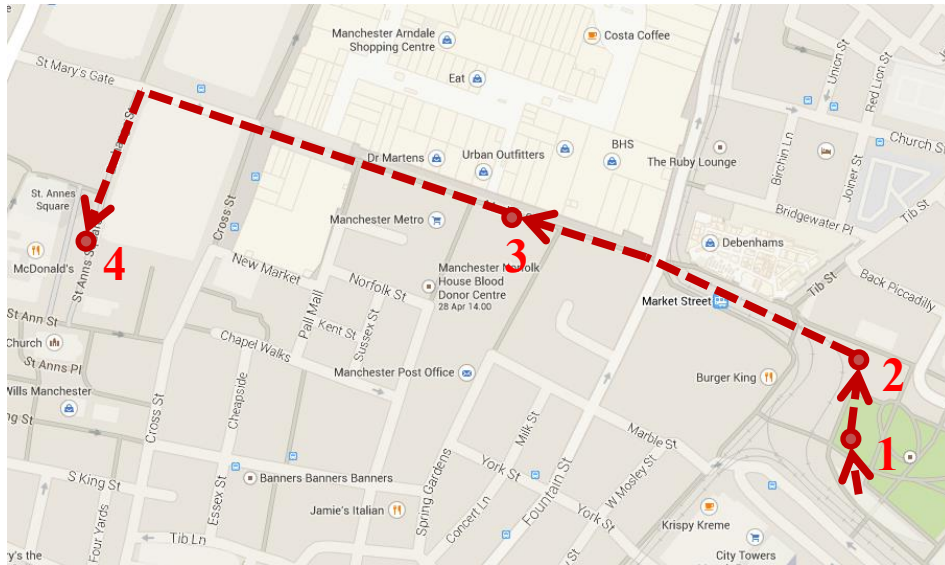 Manchester Arndale
Shopping Centre
Costa Coffee
Union St
Red Lion St
St Mary's Gate
Eat
Church St
Birchin Ln
Dr Martens
Urban Outfitters
BHS
The Ruby Lounge
Joiner St
St. Annes
Square
Cross St
Manchester Metro
3
Bridgewater Pl
Tib St
McDonald's
4
Debenhams
New Market
Manchester Norfolk
House Blood
Donor Centre
28 Apr 14.00
Back Piccadilly
Norfolk St
Tib St
Market Street
St Ann St
Pall Mall
Kent St
Sussex St
Church
Chapel Walks
St Anns Pl
Manchester Post Office
Burger King
2
Wills Manchester
Cheapside
Milk St
1
Cross St
Marble St
S King St
York St
W Mosley St
Banners Banners Banners
Spring Gardens
Essex St
Jamie's Italian
Concert Ln
Fountain St
York St
Krispy Kreme
Four Yards
Tib Ln
City Towers